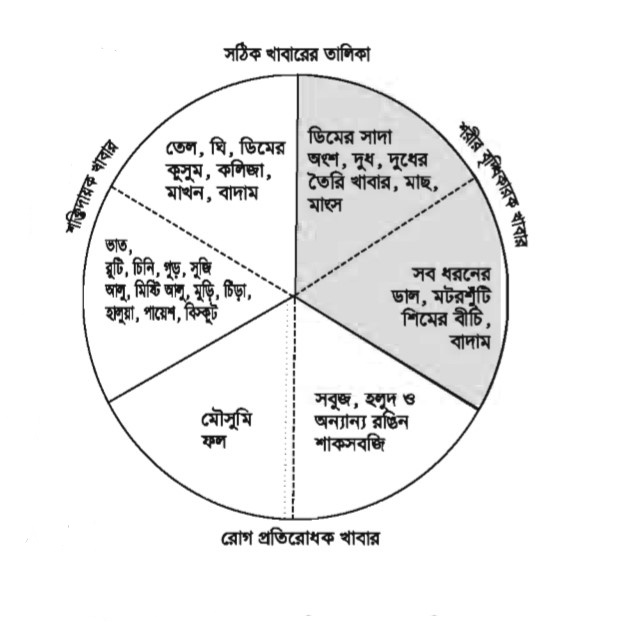 সঠিক খাবারের তালিকা
শক্তিদায়ক খাবার
তেল, ঘি, ডিমের
কুসুম, কলিজা,
মাখন, বাদাম
ডিমের সাদা
অংশ, দুধ, দুধের
তৈরি খাবার, মাছ,
মাংস
শরীর বৃদ্ধিকারক খাবার
ভাত,
রুটি, চিনি, গুড়, সুজি
আলু, মিষ্টি আলু, মুড়ি, চিঁড়া,
হালুয়া, পায়েশ, বিস্কুট
সব ধরনের
ডাল, মটরশুঁটি
শিমের বীচি,
বাদাম
মৌসুমি
ফল
সবুজ, হলুদ ও
অন্যান্য রঙিন
শাকসবজি
রোগ প্রতিরোধক খাবার